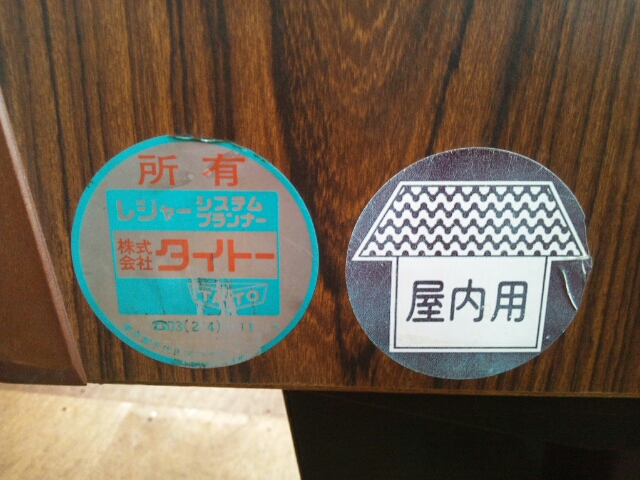 所有
レジャー システム
プランナー
株式
会社 タイトー
TAITO
屋内用